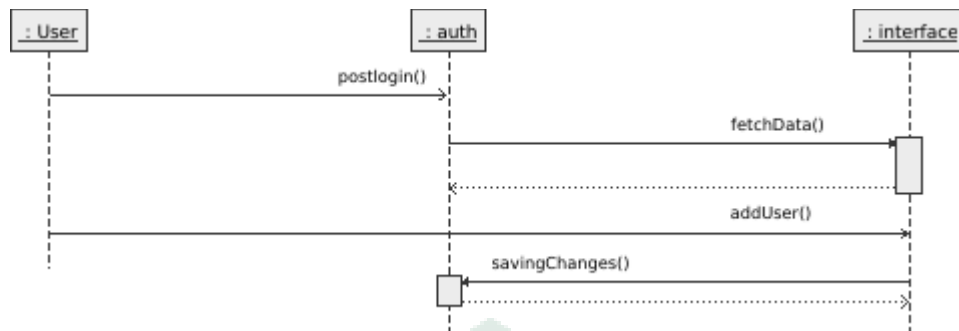 : User
: auth
: interface
postlogin()
fetchData()
addUser()
savingChanges()